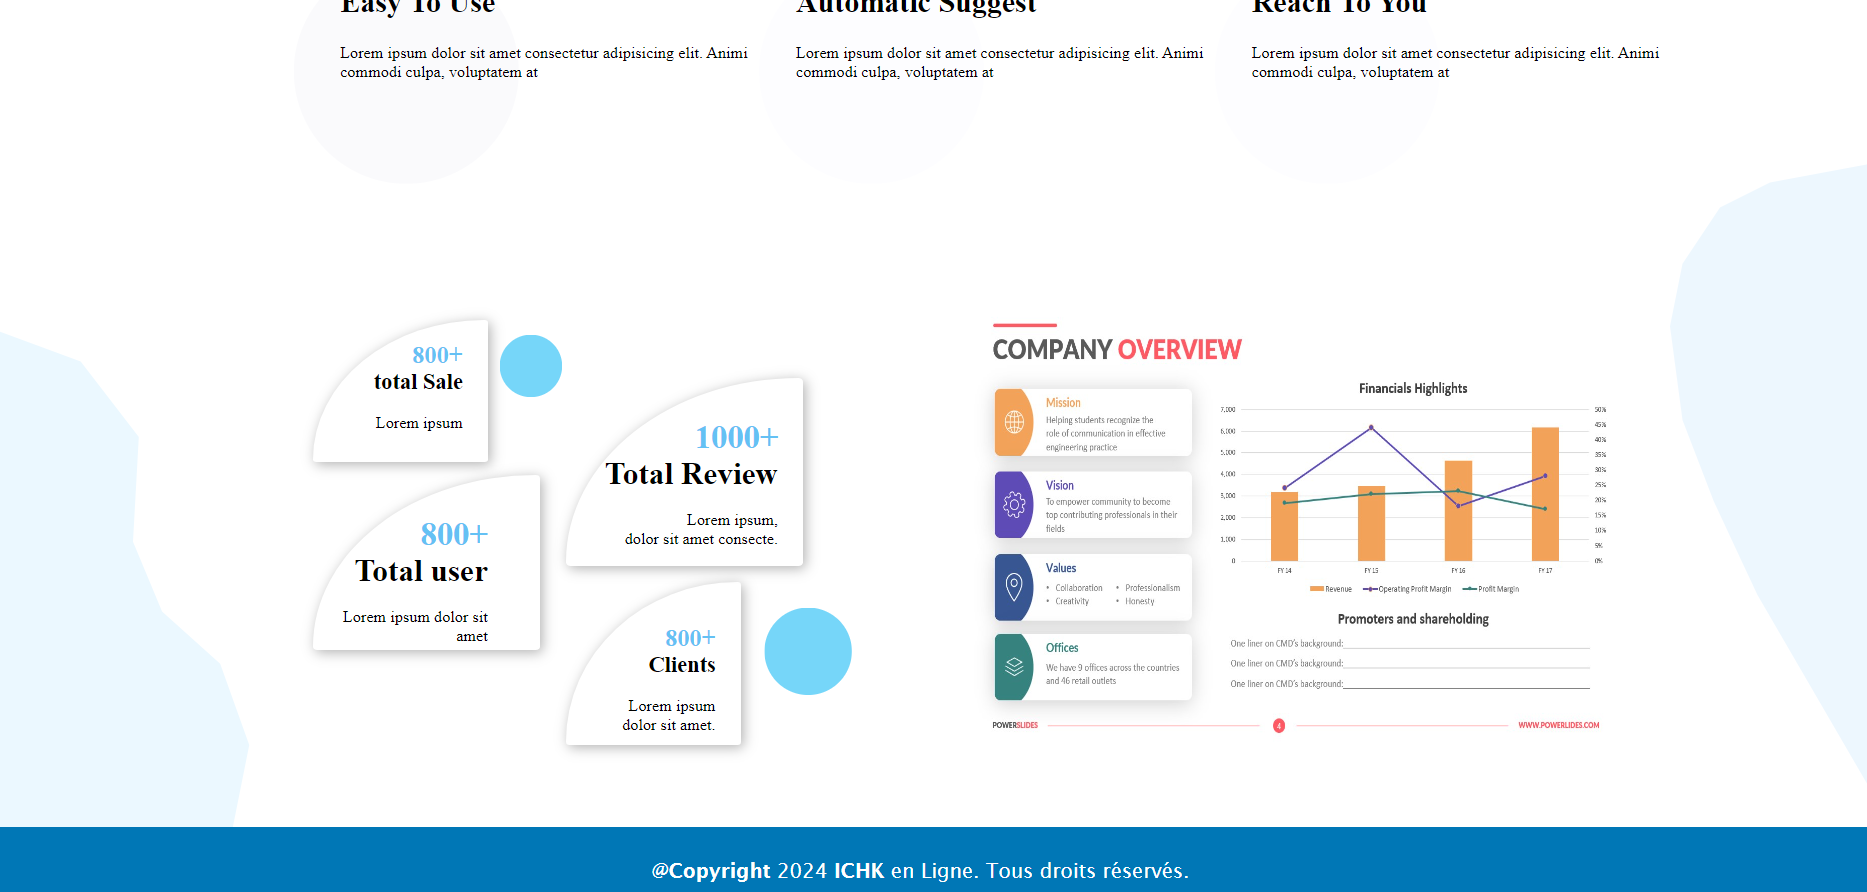 Easy To Use
Lorem ipsum dolor sit amet consectetur adipisicing elit. Animi
commodi culpa, voluptatem at
Automatic Suggest
Lorem ipsum dolor sit amet consectetur adipisicing elit. Animi
commodi culpa, voluptatem at
Reach To You
Lorem ipsum dolor sit amet consectetur adipisicing elit. Animi
commodi culpa, voluptatem at
800+
total Sale
Lorem ipsum
800+
Total user
Lorem ipsum dolor sit
amet
1000+
Total Review
Lorem ipsum,
dolor sit amet consecte.
800+
Clients
Lorem ipsum
dolor sit amet.
COMPANY OVERVIEW
Mission
Helping students recognize the
role of communication in effective
engineering practice
Vision
To empower community to become
top contributing professionals in their
fields
Values
• Collaboration • Professionalism
• Creativity • Honesty
Offices
We have 9 offices across the countries
and 46 retail outlets
Financials Highlights
7,000
6,000
5,000
4,000
3,000
2,000
1,000
0
50%
45%
40%
35%
30%
25%
20%
15%
10%
5%
0%
FY 14 FY 15 FY 16 FY 17
Revenue Operating Profit Margin Profit Margin
Promoters and shareholding
One liner on CMD's background:
One liner on CMD's background:
One liner on CMD's background:
POWERSLIDES 4 WWW.POWERLIDES.COM
@Copyright 2024 ICHK en Ligne. Tous droits réservés.